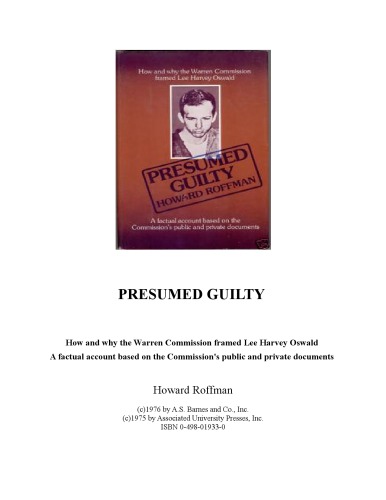 How and why the Warren Commission
framed Lee Harvey Oswald
PRESUMED
GUILTY
HOWARD ROFFMAN
A factual account based on the
Commission's public and private documents
PRESUMED GUILTY
How and why the Warren Commission framed Lee Harvey Oswald
A factual account based on the Commission's public and private documents
Howard Roffman
(c)1976 by A.S. Barnes and Co., Inc.
(c)1975 by Associated University Presses, Inc.
ISBN 0-498-01933-0